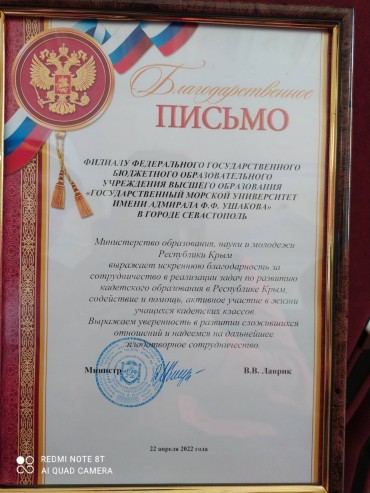 Благодарственное
ПИСЬМО
ФИЛИАЛУ ФЕДЕРАЛЬНОГО ГОСУДАРСТВЕННОГО
БЮДЖЕТНОГО ОБРАЗОВАТЕЛЬНОГО
УЧРЕЖДЕНИЯ ВЫСШЕГО ОБРАЗОВАНИЯ
«ГОСУДАРСТВЕННЫЙ МОРСКОЙ УНИВЕРСИТЕТ
ИМЕНИ АДМИРАЛА Ф.Ф. УШАКОВА»
В ГОРОДЕ СЕВАСТОПОЛЬ
Министерство образования, науки и молодежи
Республики Крым
выражает искреннюю благодарность за
сотрудничество в реализации задач по развитию
кадетского образования в Республике Крым,
содействие и помощь, активное участие в жизни
учащихся кадетских классов.
Выражаем уверенность в развитии сложившихся
отношений и надеемся на дальнейшее
плодотворное сотрудничество.
Министр В.В. Лаврик
22 апреля 2022 года
REDMI NOTE 8T
AI QUAD CAMERA